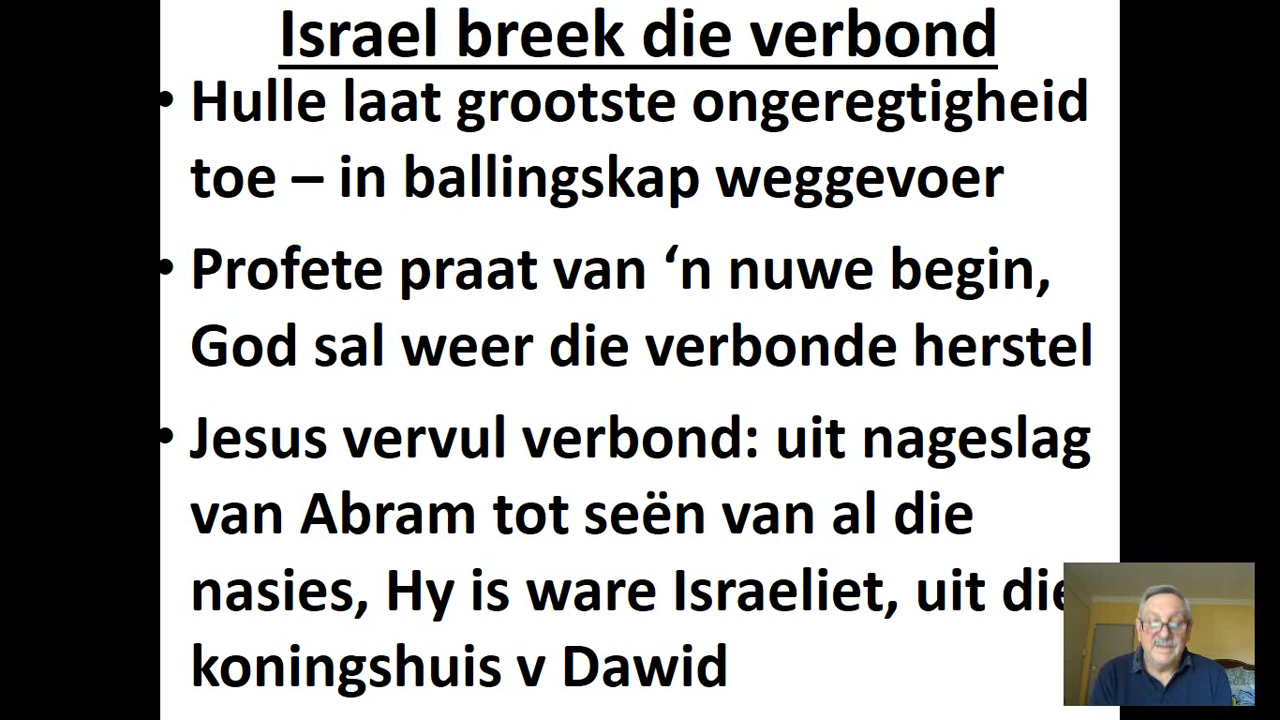 Israel breek die verbond
• Hulle laat grootste ongeregtigheid
toe – in ballingskap weggevoer
• Profete praat van ‘n nuwe begin,
God sal weer die verbonde herstel
• Jesus vervul verbond: uit nageslag
van Abram tot seën van al die
nasies, Hy is ware Israeliet, uit die
koningshuis v Dawid